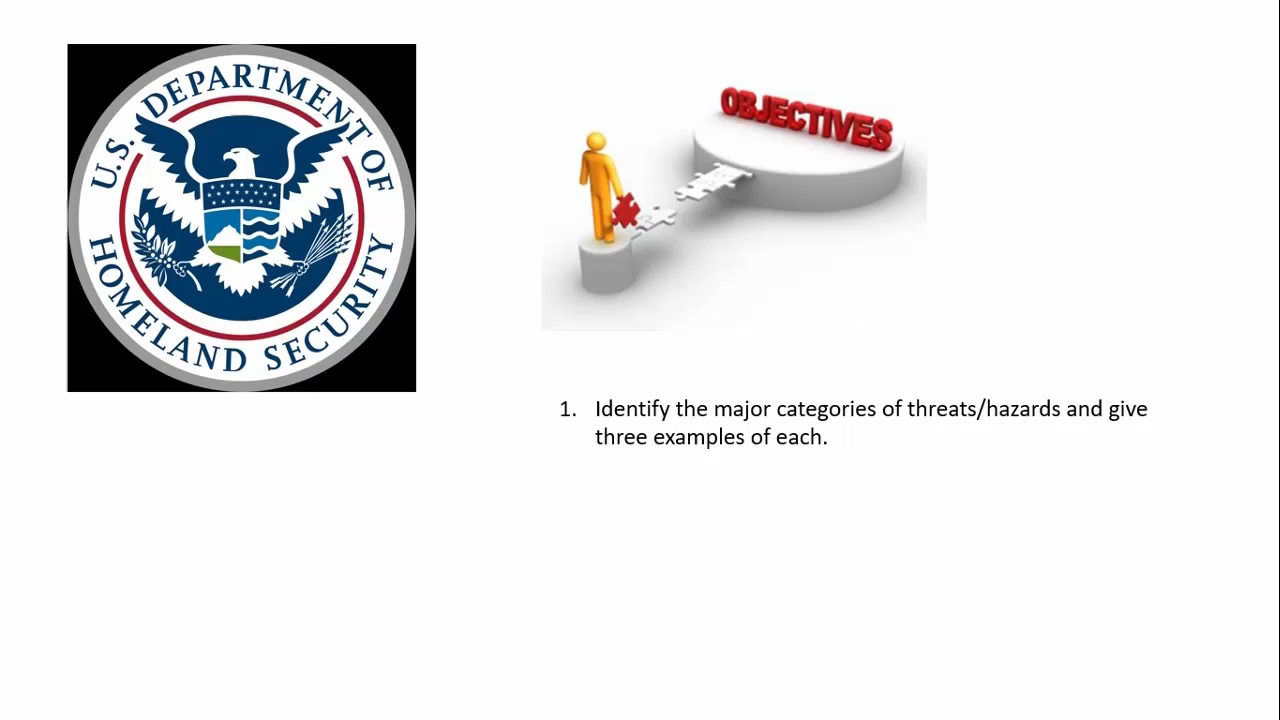 U.S. DEPARTMENT OF
HOMELAND SECURITY
OBJECTIVES
1. Identify the major categories of threats/hazards and give
three examples of each.